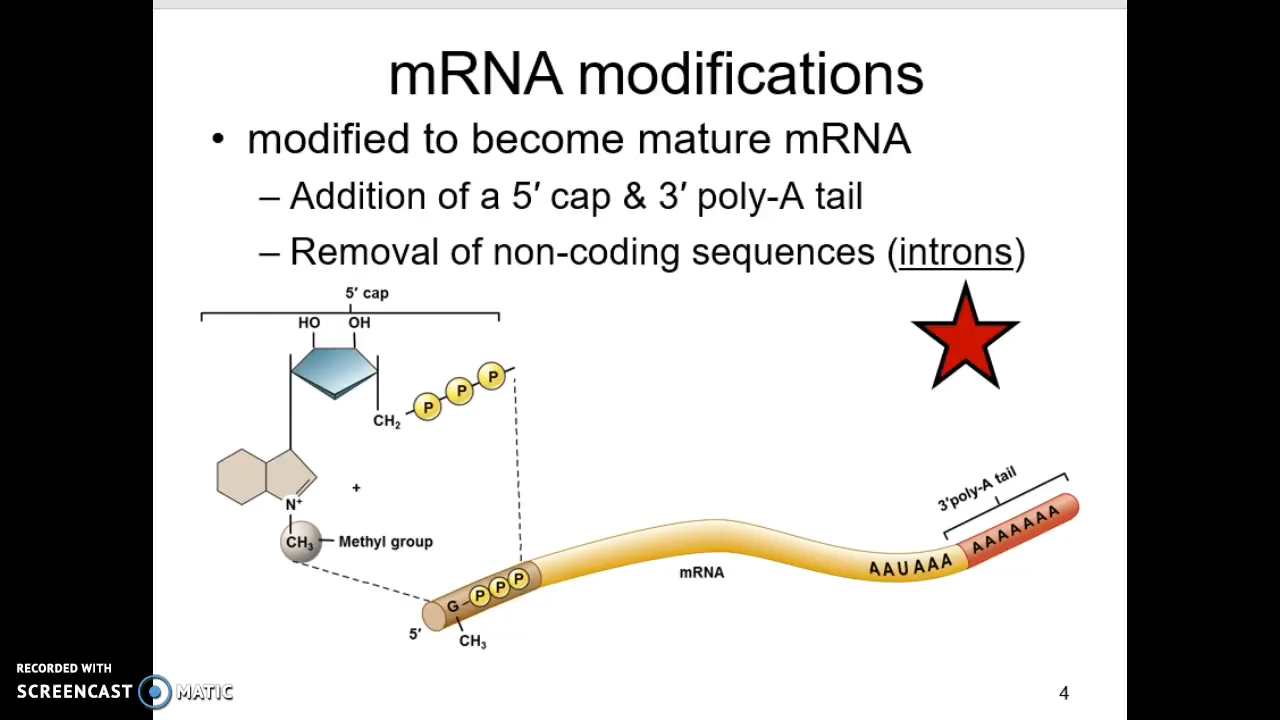 mRNA modifications
• modified to become mature mRNA
– Addition of a 5′ cap & 3′ poly-A tail
– Removal of non-coding sequences (introns)
5′ cap
HO OH
P P P
CH₂
N⁺
+
CH₃ Methyl group
3′poly-A tail
AAUAAA AAAAAAA
mRNA
G P P P
5′
CH₃
RECORDED WITH
SCREENCAST MATIC
4